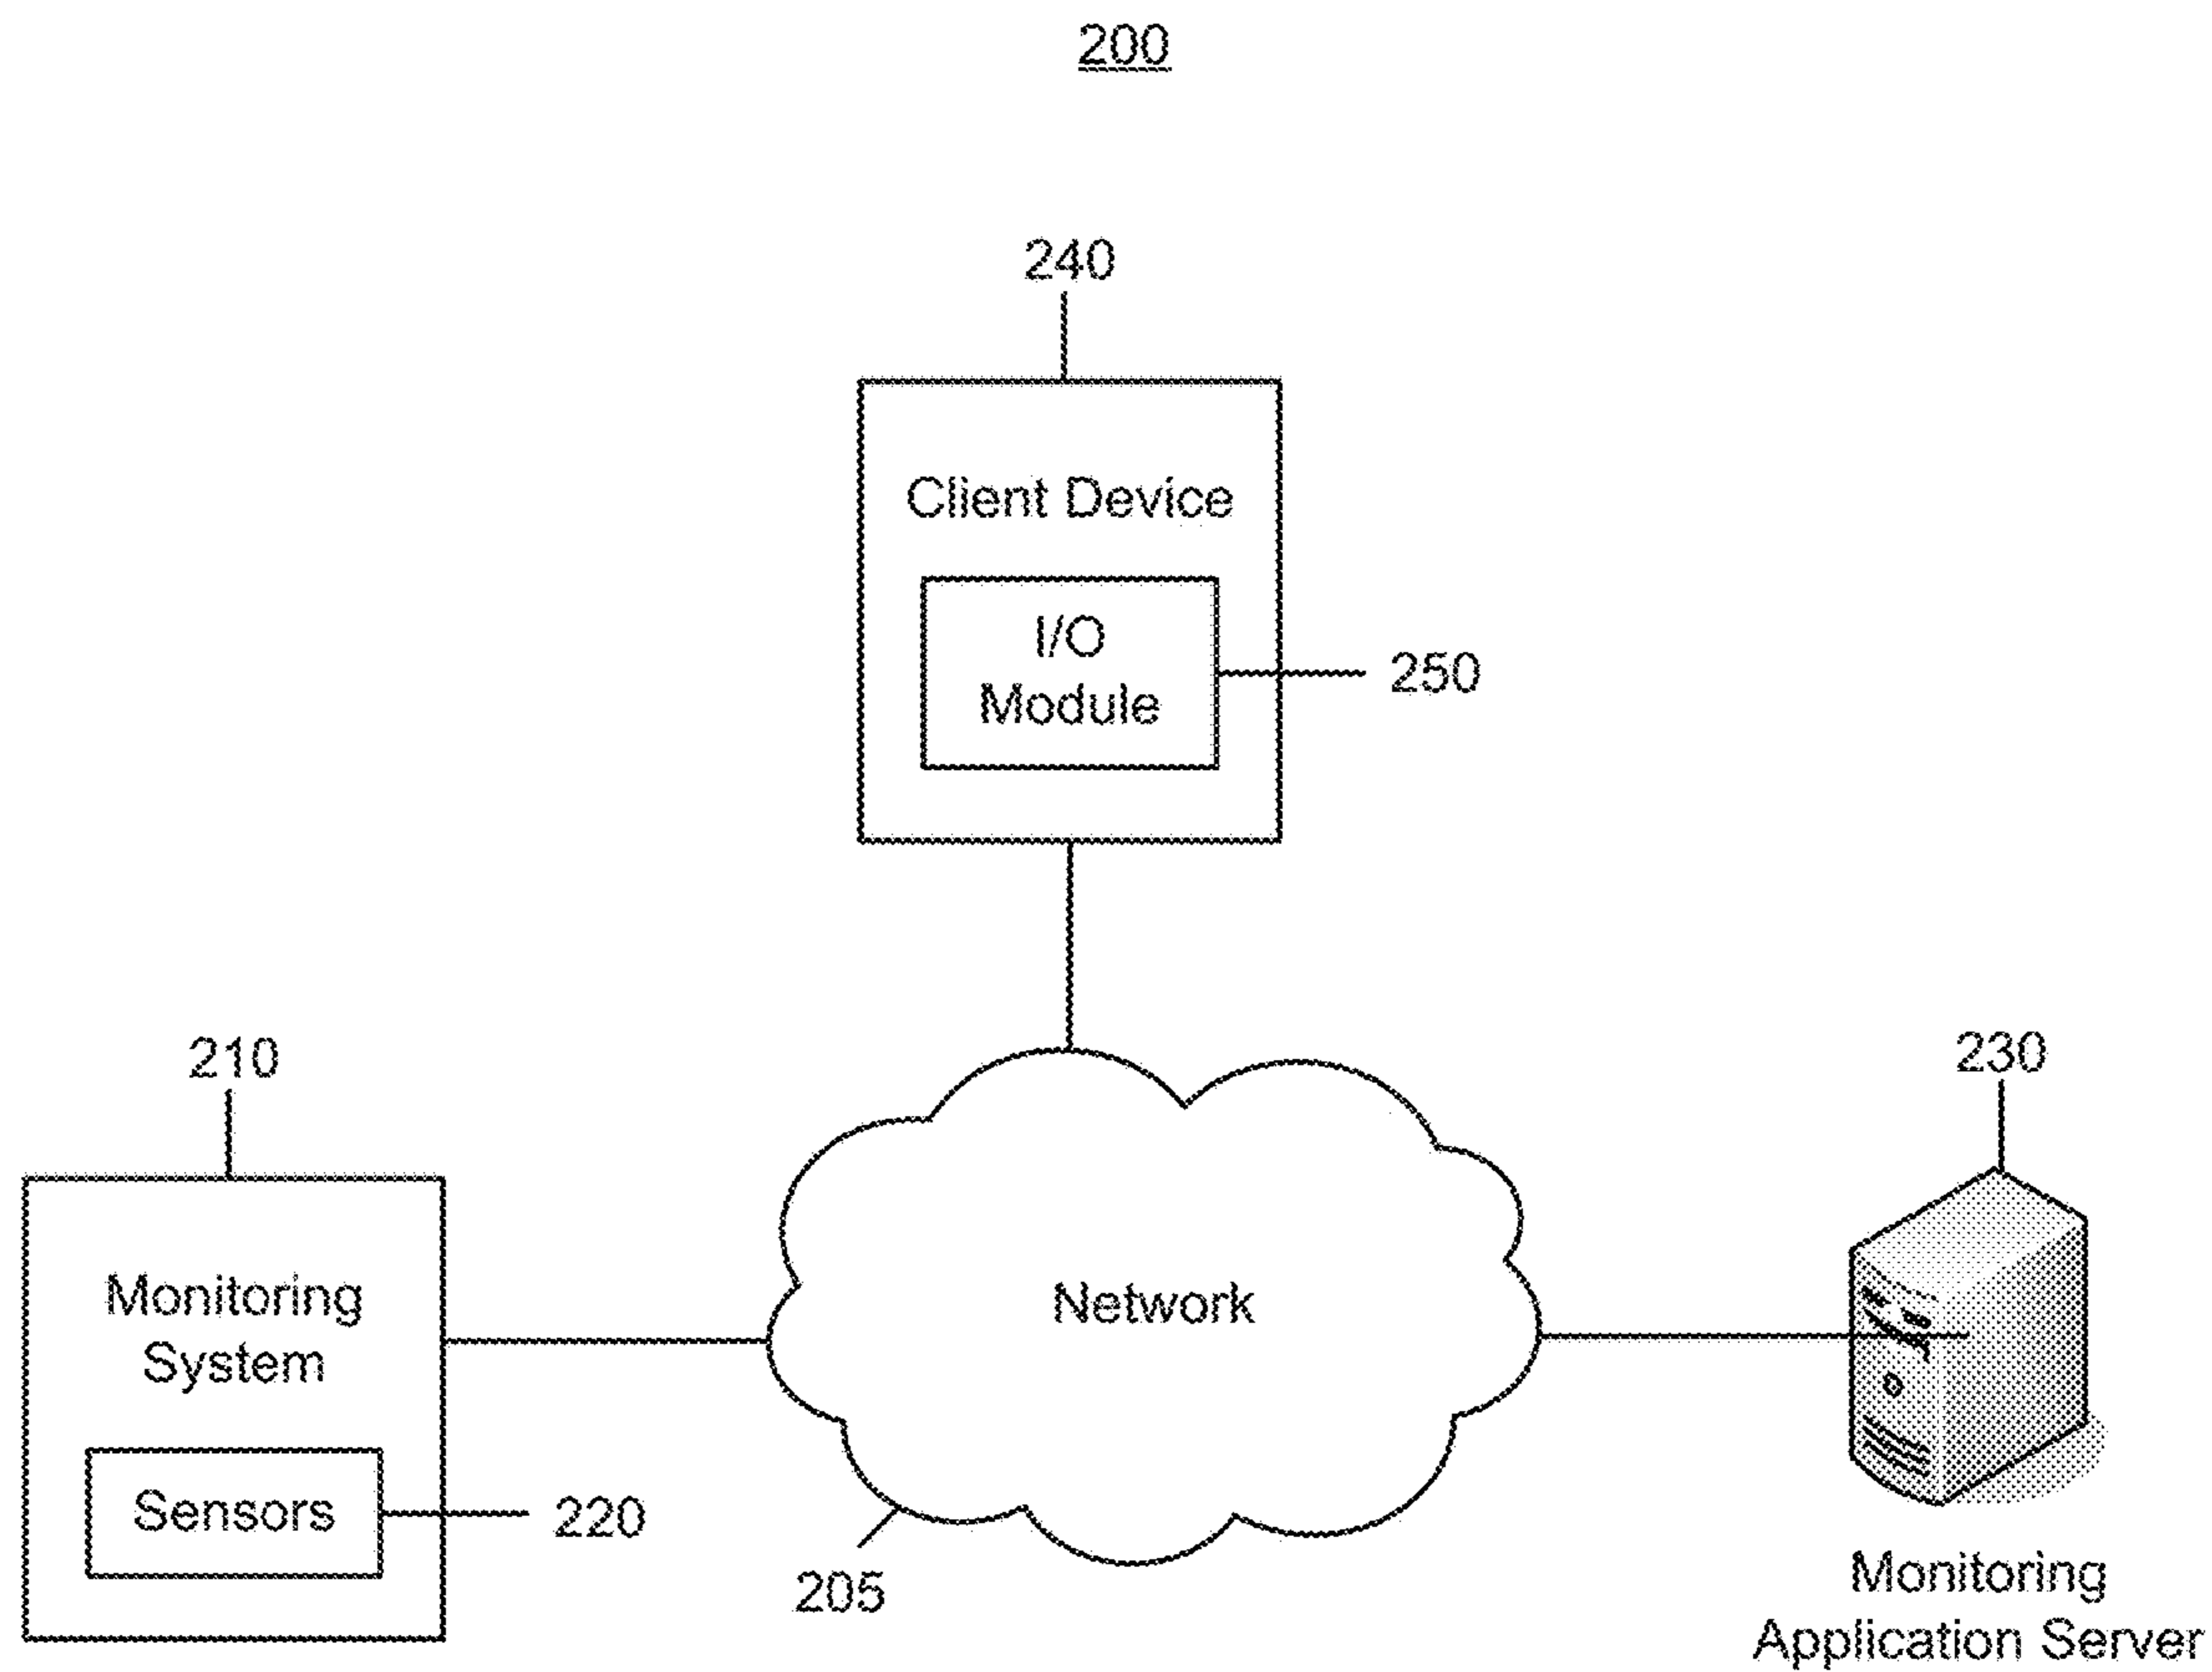 200
240
Client Device
I/O
Module
250
210
230
Monitoring
System
Network
Sensors
220
205
Monitoring
Application Server